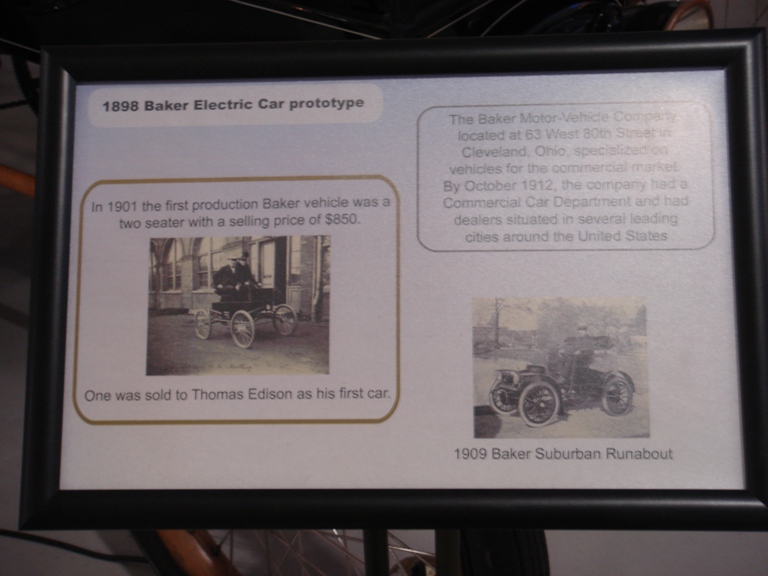 1898 Baker Electric Car prototype
In 1901 the first production Baker vehicle was a
two seater with a selling price of $850.
One was sold to Thomas Edison as his first car.
The Baker Motor-Vehicle Company
located at 63 West 80th Street in
Cleveland, Ohio, specialized on
vehicles for the commercial market.
By October 1912, the company had a
Commercial Car Department and had
dealers situated in several leading
cities around the United States
1909 Baker Suburban Runabout